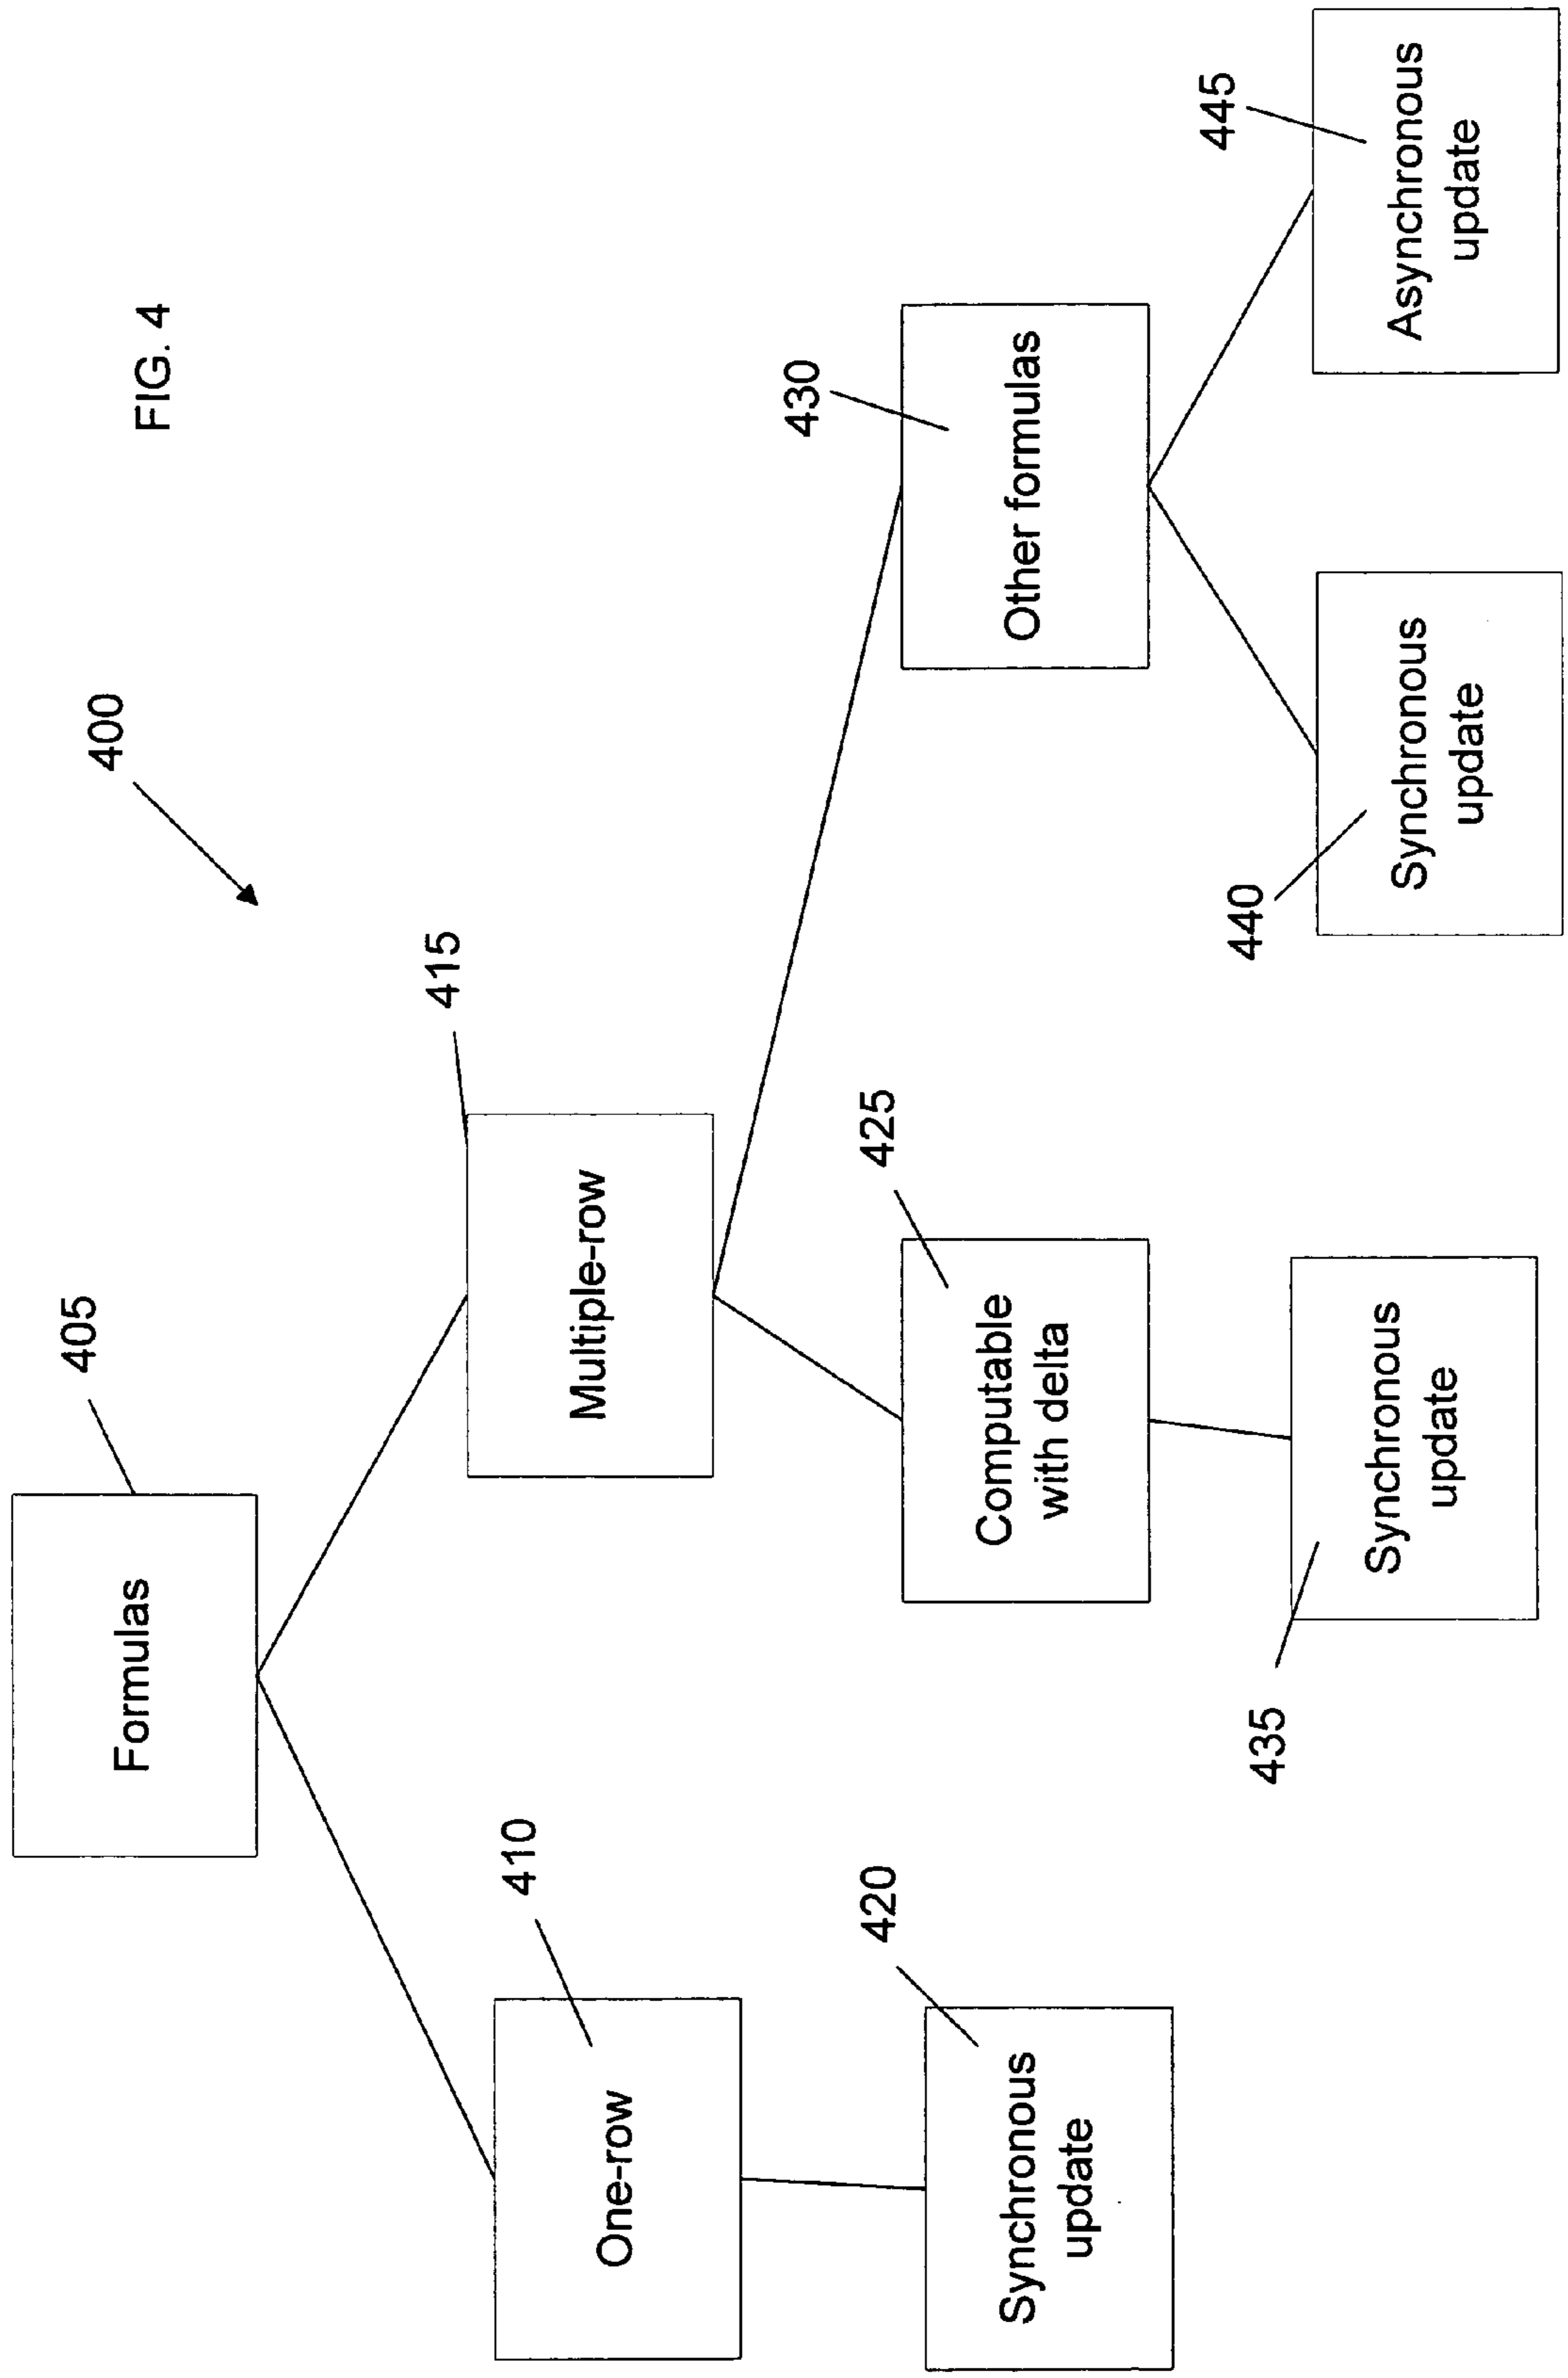 FIG. 4
400
405
Formulas
415
Multiple-row
410
One-row
430
Other formulas
425
Computable
with delta
420
Synchronous
update
445
Asynchronous
update
440
Synchronous
update
435
Synchronous
update